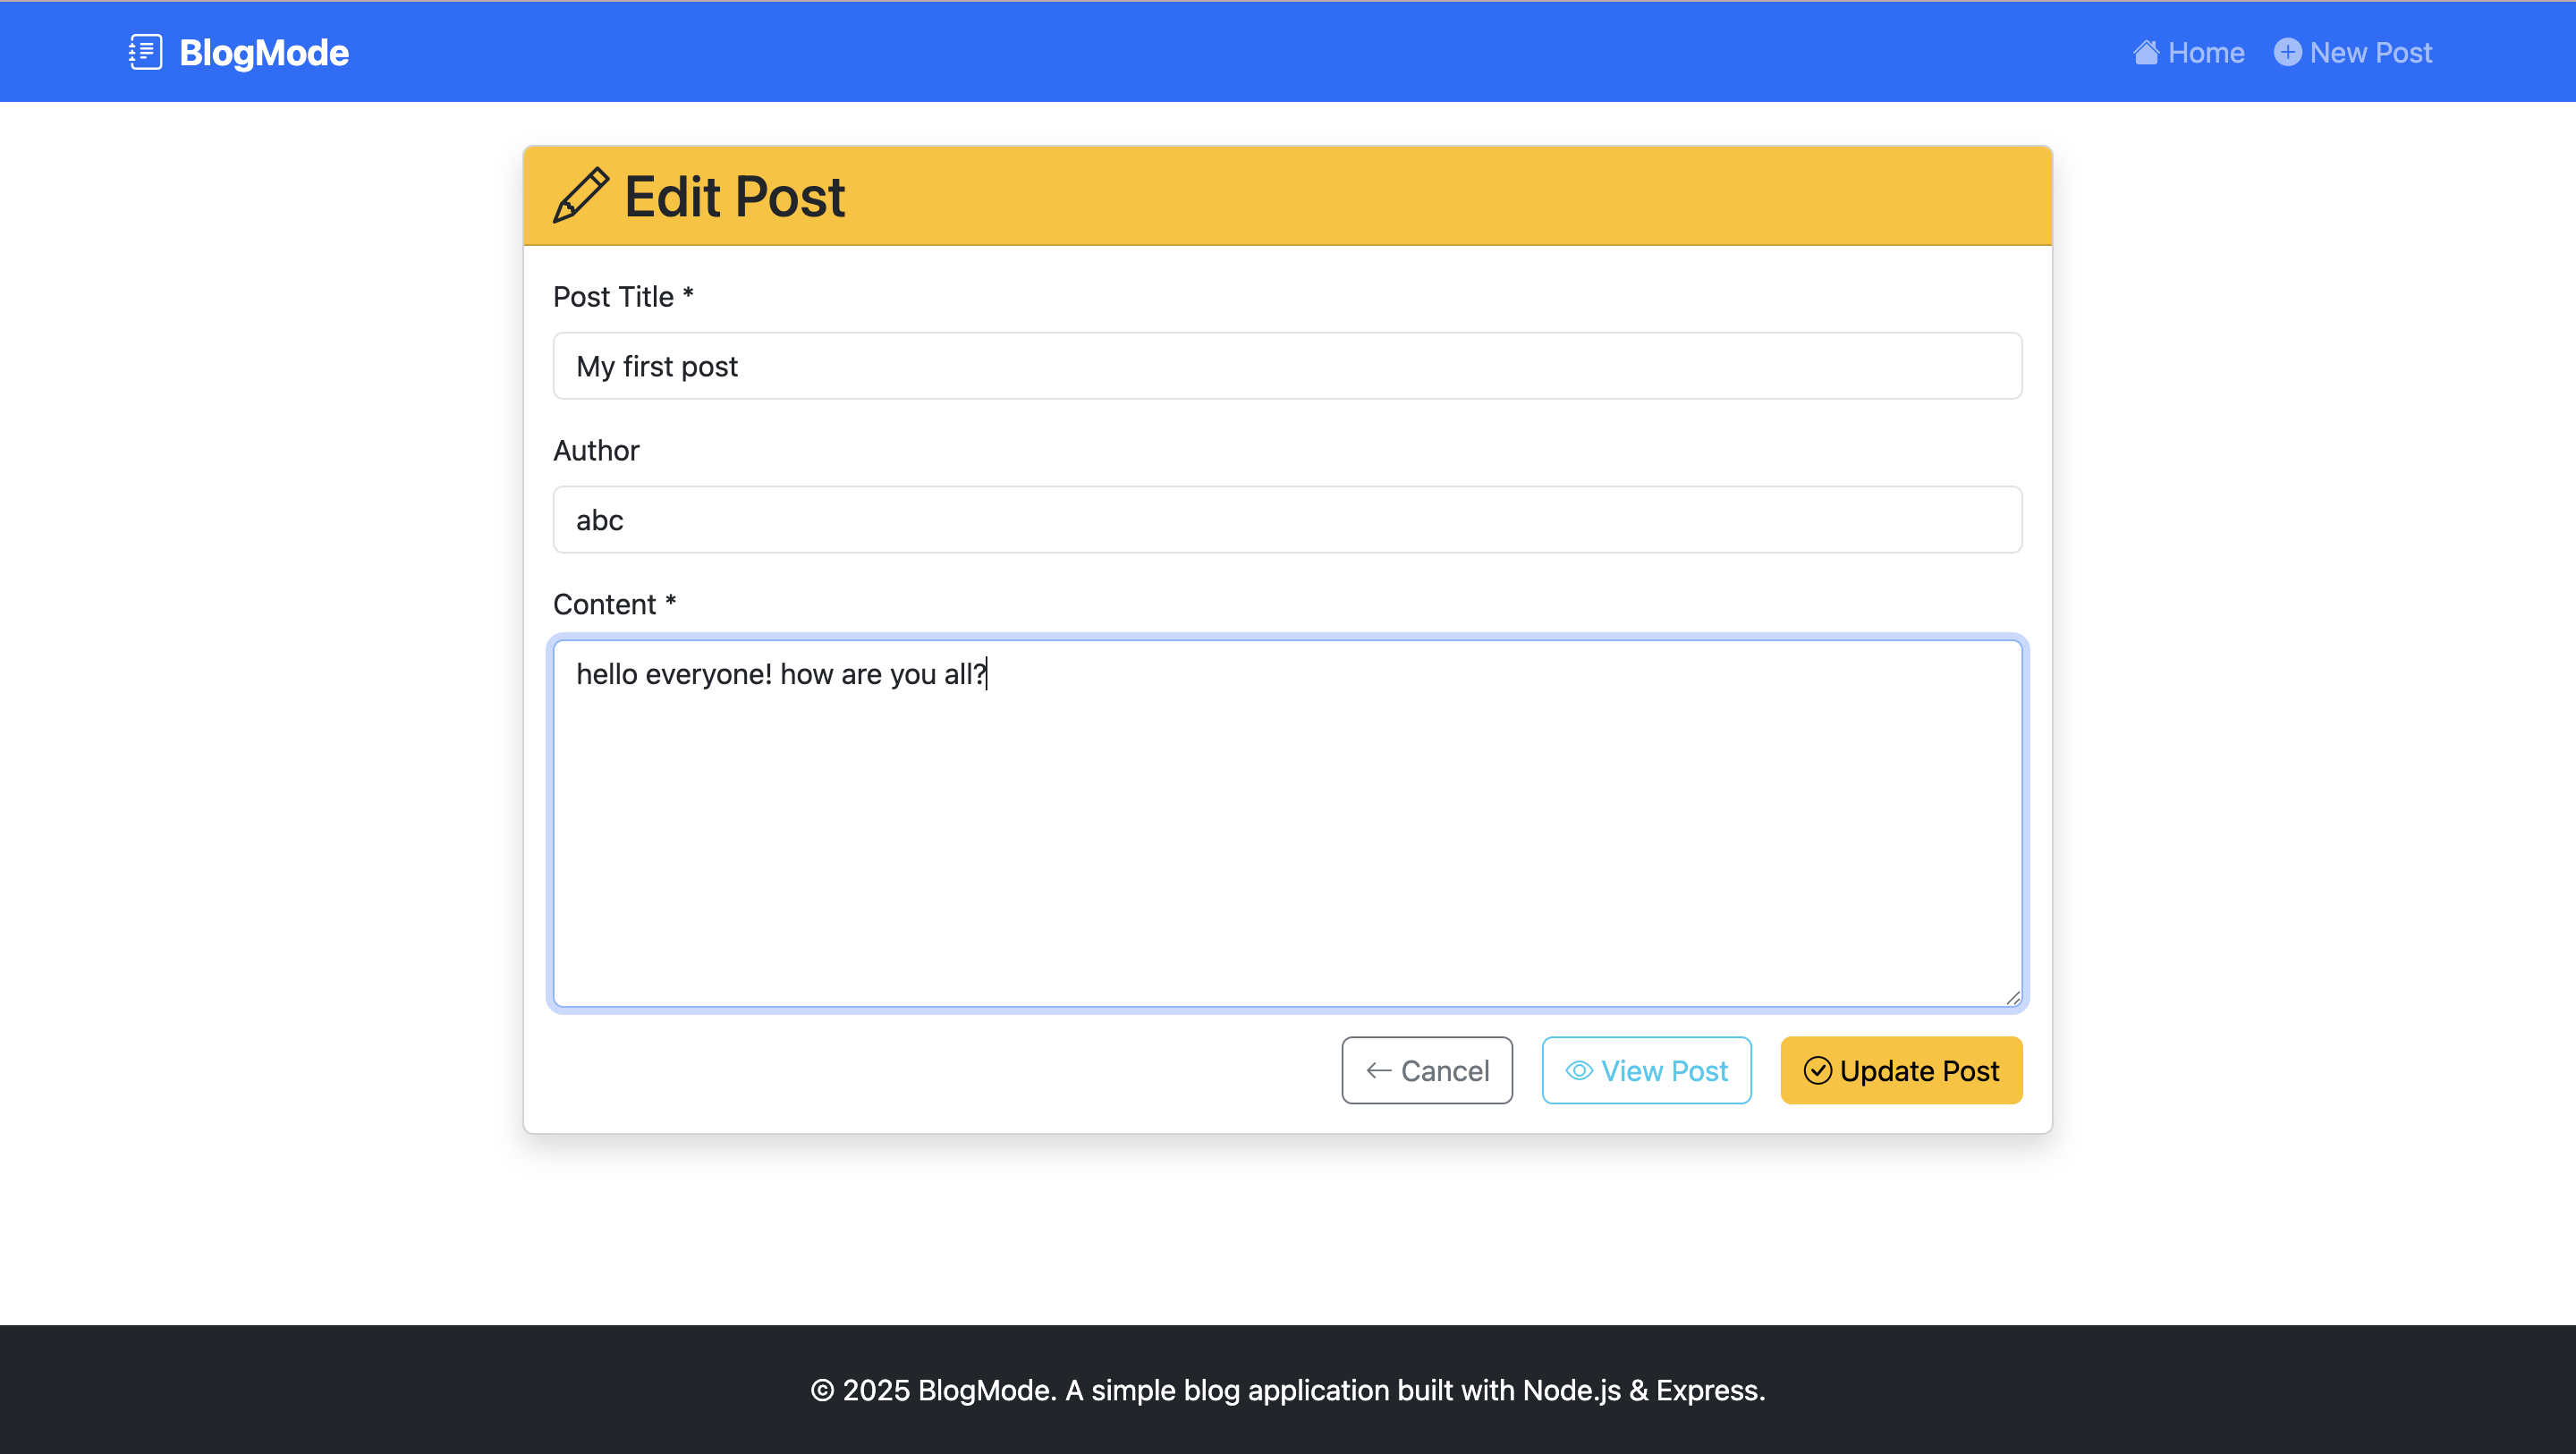 BlogMode
Home New Post
Edit Post
Post Title *
My first post
Author
abc
Content *
hello everyone! how are you all?
Cancel View Post Update Post
© 2025 BlogMode. A simple blog application built with Node.js & Express.